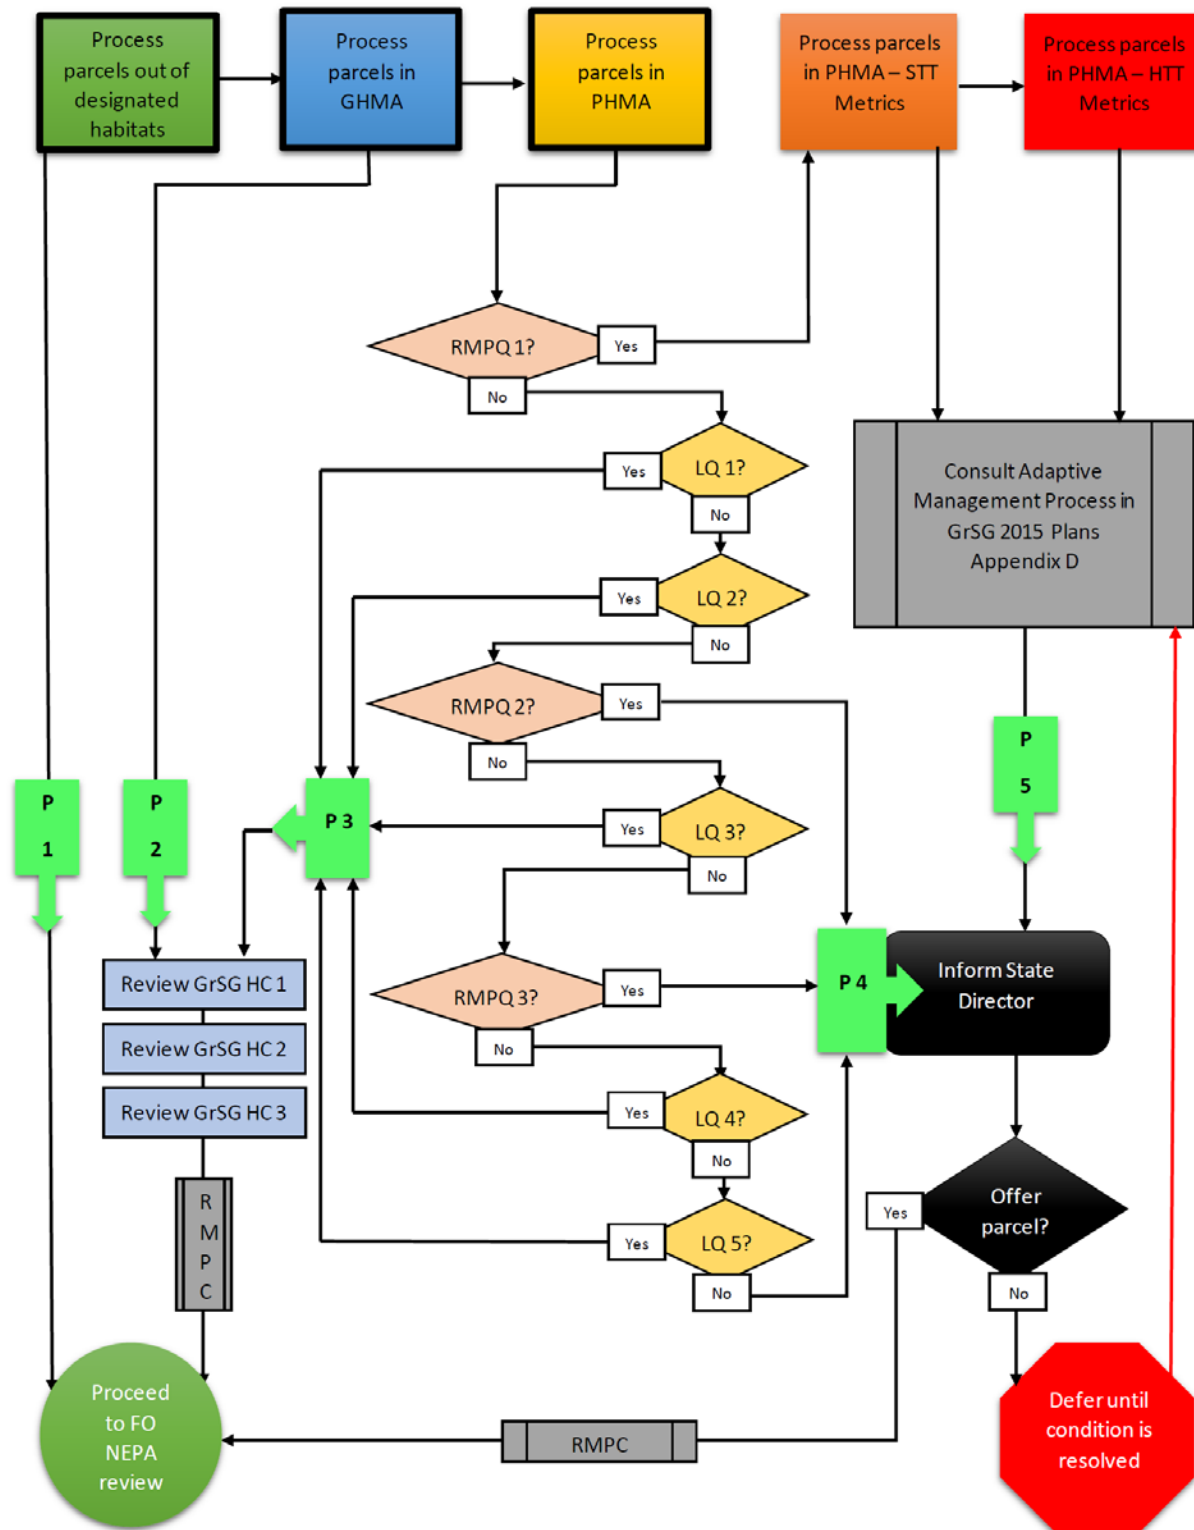 Process
parcels out of
designated
habitats
Process
parcels in
GHMA
Process
parcels in
PHMA
Process parcels
in PHMA – STT
Metrics
Process parcels
in PHMA – HTT
Metrics
RMPQ 1?
Yes
No
LQ 1?
Yes
No
Consult Adaptive
Management Process in
GrSG 2015 Plans
Appendix D
LQ 2?
Yes
No
RMPQ 2?
Yes
No
P
1
P
2
P 3
LQ 3?
Yes
No
P
5
RMPQ 3?
Yes
No
P 4
Inform State
Director
Review GrSG HC 1
Review GrSG HC 2
Review GrSG HC 3
LQ 4?
Yes
No
R
M
P
C
LQ 5?
Yes
No
Offer
parcel?
Yes
No
Proceed
to FO
NEPA
review
RMPC
Defer until
condition is
resolved